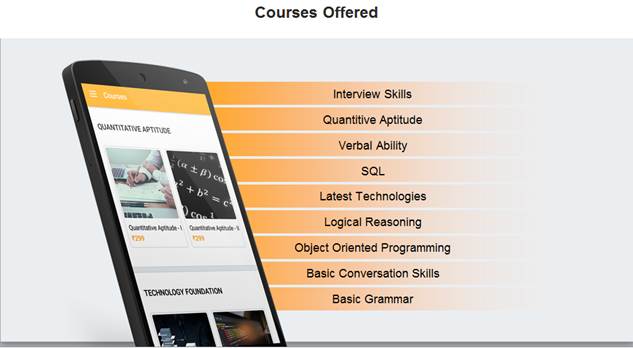 Courses Offered
Courses
QUANTITATIVE APTITUDE
Quantitative Aptitude - I
₹299
Quantitative Aptitude - II
₹299
TECHNOLOGY FOUNDATION
Interview Skills
Quantitive Aptitude
Verbal Ability
SQL
Latest Technologies
Logical Reasoning
Object Oriented Programming
Basic Conversation Skills
Basic Grammar